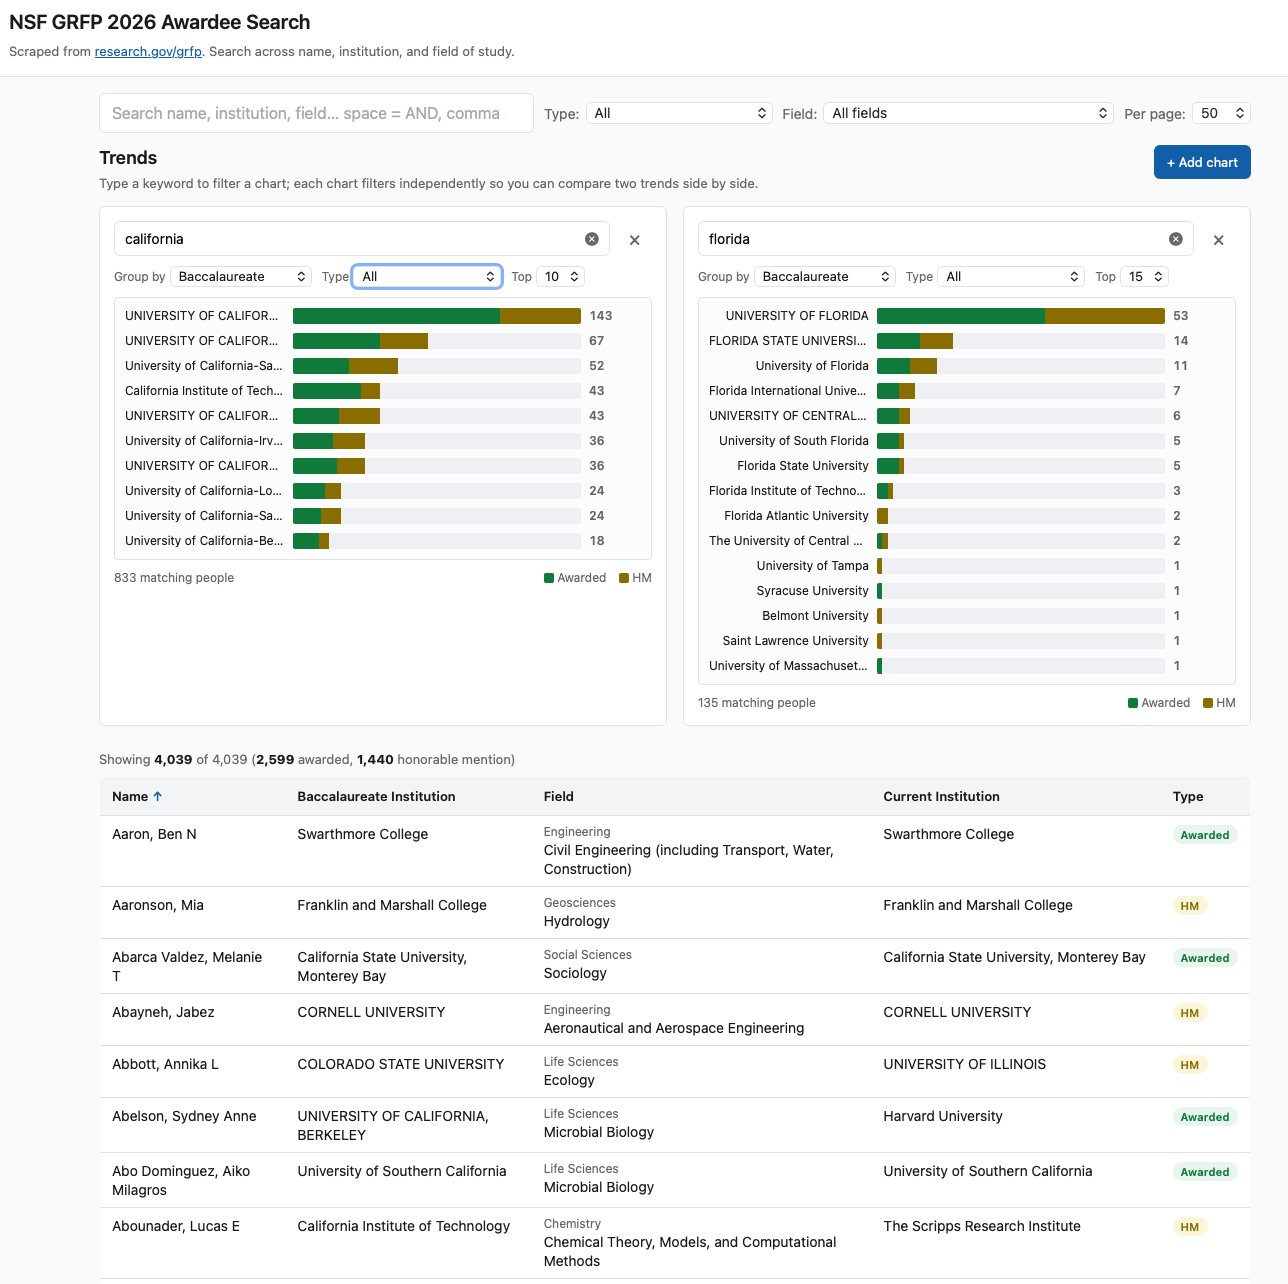 NSF GRFP 2026 Awardee Search
Scraped from research.gov/grfp. Search across name, institution, and field of study.
Search name, institution, field... space = AND, comma
Type: All
Field: All fields
Per page: 50
Trends
+ Add chart
Type a keyword to filter a chart; each chart filters independently so you can compare two trends side by side.
california
Group by Baccalaureate Type All Top 10
UNIVERSITY OF CALIFOR... 143
UNIVERSITY OF CALIFOR... 67
University of California-Sa... 52
California Institute of Tech... 43
UNIVERSITY OF CALIFOR... 43
University of California-Irv... 36
UNIVERSITY OF CALIFOR... 36
University of California-Lo... 24
University of California-Sa... 24
University of California-Be... 18
833 matching people Awarded HM
florida
Group by Baccalaureate Type All Top 15
UNIVERSITY OF FLORIDA 53
FLORIDA STATE UNIVERSI... 14
University of Florida 11
Florida International Unive... 7
UNIVERSITY OF CENTRAL... 6
University of South Florida 5
Florida State University 5
Florida Institute of Techno... 3
Florida Atlantic University 2
The University of Central ... 2
University of Tampa 1
Syracuse University 1
Belmont University 1
Saint Lawrence University 1
University of Massachuset... 1
135 matching people Awarded HM
Showing 4,039 of 4,039 (2,599 awarded, 1,440 honorable mention)
Name ↑ Baccalaureate Institution Field Current Institution Type
Aaron, Ben N
Swarthmore College
Engineering
Civil Engineering (including Transport, Water,
Construction)
Swarthmore College
Awarded
Aaronson, Mia
Franklin and Marshall College
Geosciences
Hydrology
Franklin and Marshall College
HM
Abarca Valdez, Melanie
T
California State University,
Monterey Bay
Social Sciences
Sociology
California State University, Monterey Bay
Awarded
Abayneh, Jabez
CORNELL UNIVERSITY
Engineering
Aeronautical and Aerospace Engineering
CORNELL UNIVERSITY
HM
Abbott, Annika L
COLORADO STATE UNIVERSITY
Life Sciences
Ecology
UNIVERSITY OF ILLINOIS
HM
Abelson, Sydney Anne
UNIVERSITY OF CALIFORNIA,
BERKELEY
Life Sciences
Microbial Biology
Harvard University
Awarded
Abo Dominguez, Aiko
Milagros
University of Southern California
Life Sciences
Microbial Biology
University of Southern California
Awarded
Abounader, Lucas E
California Institute of Technology
Chemistry
Chemical Theory, Models, and Computational
Methods
The Scripps Research Institute
HM